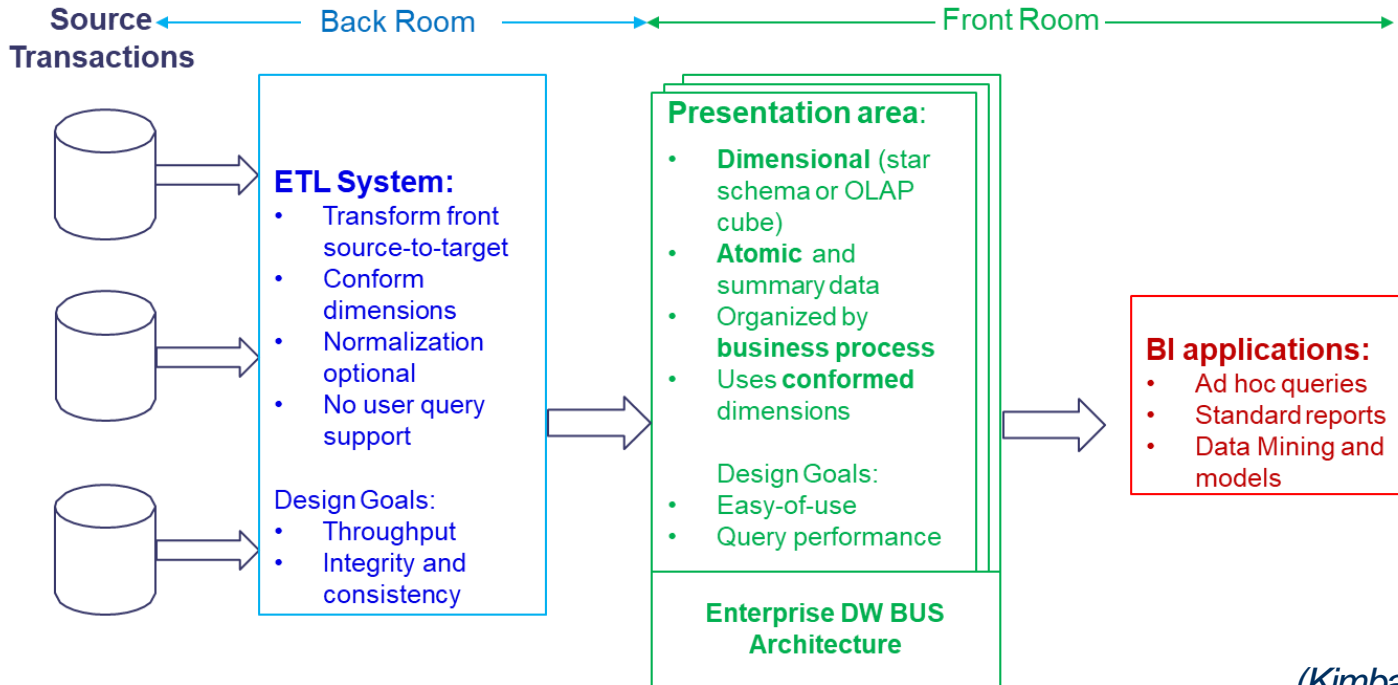 Source
Transactions
Back Room
Front Room
ETL System:
• Transform front
source-to-target
• Conform
dimensions
• Normalization
optional
• No user query
support
Design Goals:
• Throughput
• Integrity and
consistency
Presentation area:
• Dimensional (star
schema or OLAP
cube)
• Atomic and
summary data
• Organized by
business process
• Uses conformed
dimensions
Design Goals:
• Easy-of-use
• Query performance
Enterprise DW BUS
Architecture
BI applications:
• Ad hoc queries
• Standard reports
• Data Mining and
models